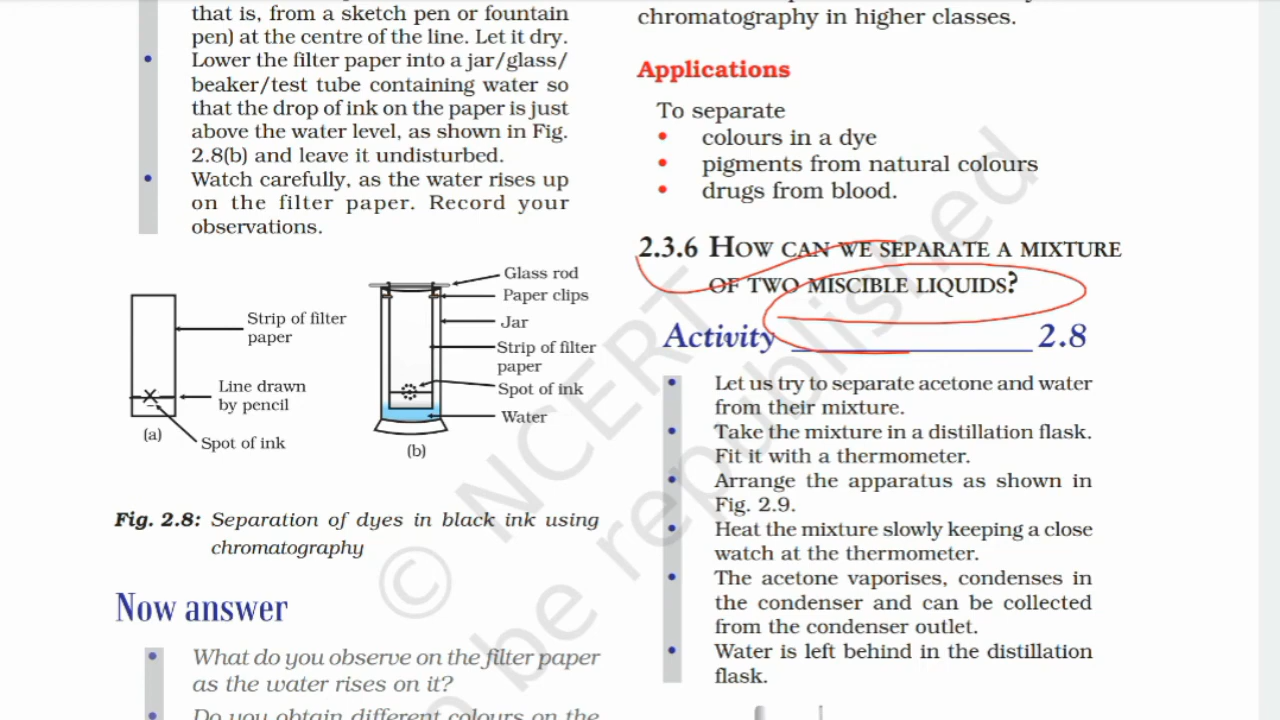 that is, from a sketch pen or fountain
pen) at the centre of the line. Let it dry.
• Lower the filter paper into a jar/glass/
beaker/test tube containing water so
that the drop of ink on the paper is just
above the water level, as shown in Fig.
2.8(b) and leave it undisturbed.
• Watch carefully, as the water rises up
on the filter paper. Record your
observations.
Glass rod
Paper clips
Jar
Strip of filter
paper
Spot of ink
Water
(b)
Strip of filter
paper
Line drawn
by pencil
Spot of ink
(a)
Fig. 2.8: Separation of dyes in black ink using
chromatography
Now answer
• What do you observe on the filter paper
as the water rises on it?
• Do you obtain different colours on the
chromatography in higher classes.
Applications
To separate
• colours in a dye
• pigments from natural colours
• drugs from blood.
2.3.6 HOW CAN WE SEPARATE A MIXTURE
OF TWO MISCIBLE LIQUIDS?
Activity 2.8
• Let us try to separate acetone and water
from their mixture.
• Take the mixture in a distillation flask.
Fit it with a thermometer.
• Arrange the apparatus as shown in
Fig. 2.9.
• Heat the mixture slowly keeping a close
watch at the thermometer.
• The acetone vaporises, condenses in
the condenser and can be collected
from the condenser outlet.
• Water is left behind in the distillation
flask.
© NCERT
be republished